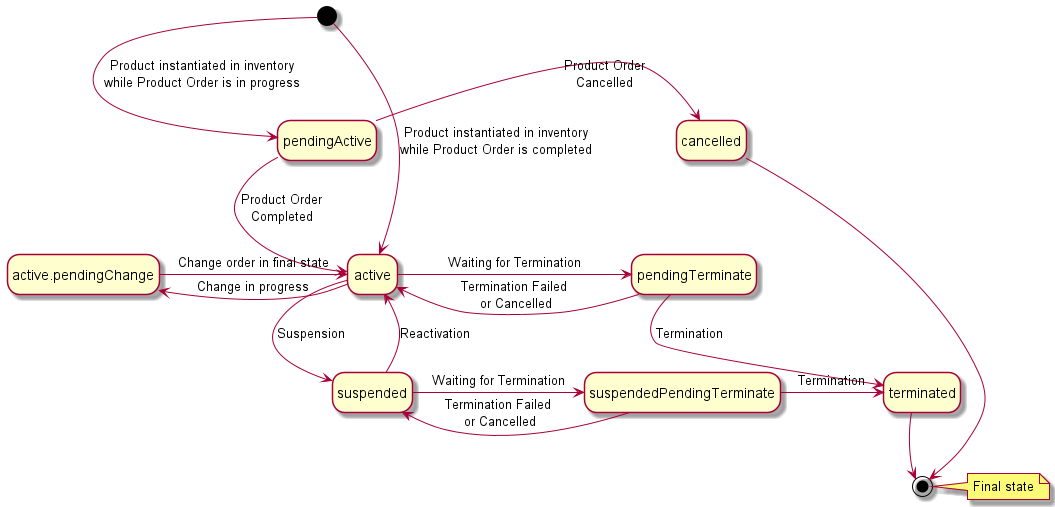 Product instantiated in inventory
while Product Order is in progress
Product Order
Cancelled
pendingActive
Product instantiated in inventory
while Product Order is completed
cancelled
Product Order
Completed
active.pendingChange
Change order in final state
Change in progress
active
Waiting for Termination
Termination Failed
or Cancelled
pendingTerminate
Suspension
Reactivation
Termination
suspended
Waiting for Termination
Termination Failed
or Cancelled
suspendedPendingTerminate
Termination
terminated
Final state